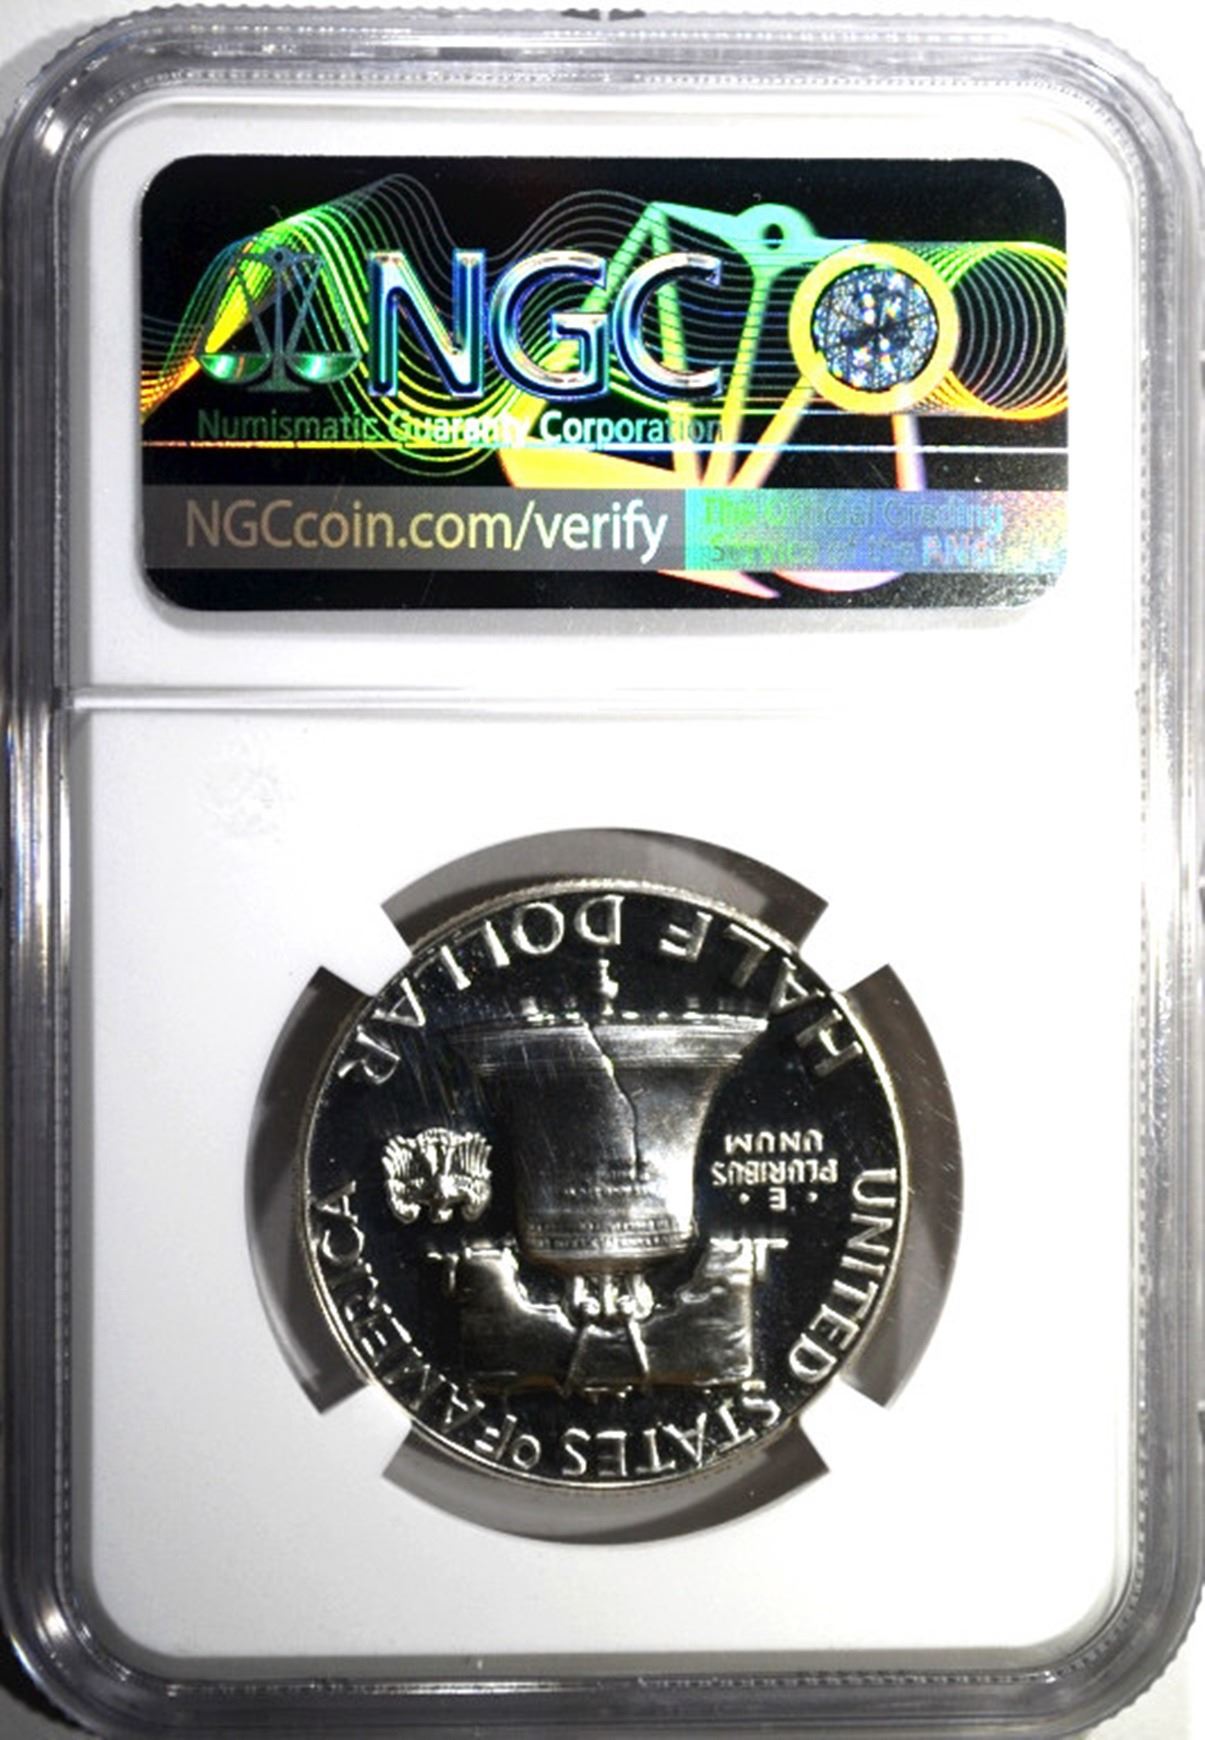 NGC
Numismatic Guaranty Corporation
NGCcoin.com/verify
The Official Grading
Service of the ANA
UNITED STATES OF AMERICA
E
· PLURIBUS ·
UNUM
HALF DOLLAR